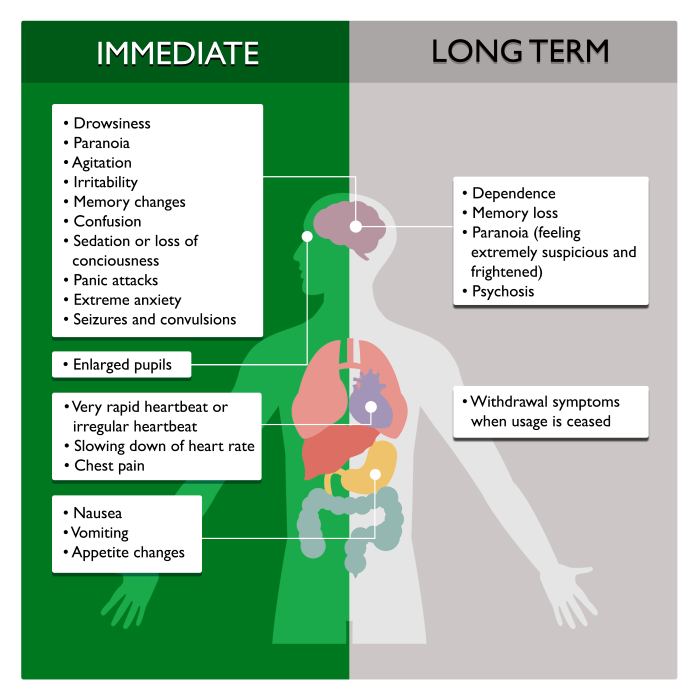 IMMEDIATE
• Drowsiness
• Paranoia
• Agitation
• Irritability
• Memory changes
• Confusion
• Sedation or loss of
conciousness
• Panic attacks
• Extreme anxiety
• Seizures and convulsions
• Enlarged pupils
• Very rapid heartbeat or
irregular heartbeat
• Slowing down of heart rate
• Chest pain
• Nausea
• Vomiting
• Appetite changes
LONG TERM
• Dependence
• Memory loss
• Paranoia (feeling
extremely suspicious and
frightened)
• Psychosis
• Withdrawal symptoms
when usage is ceased